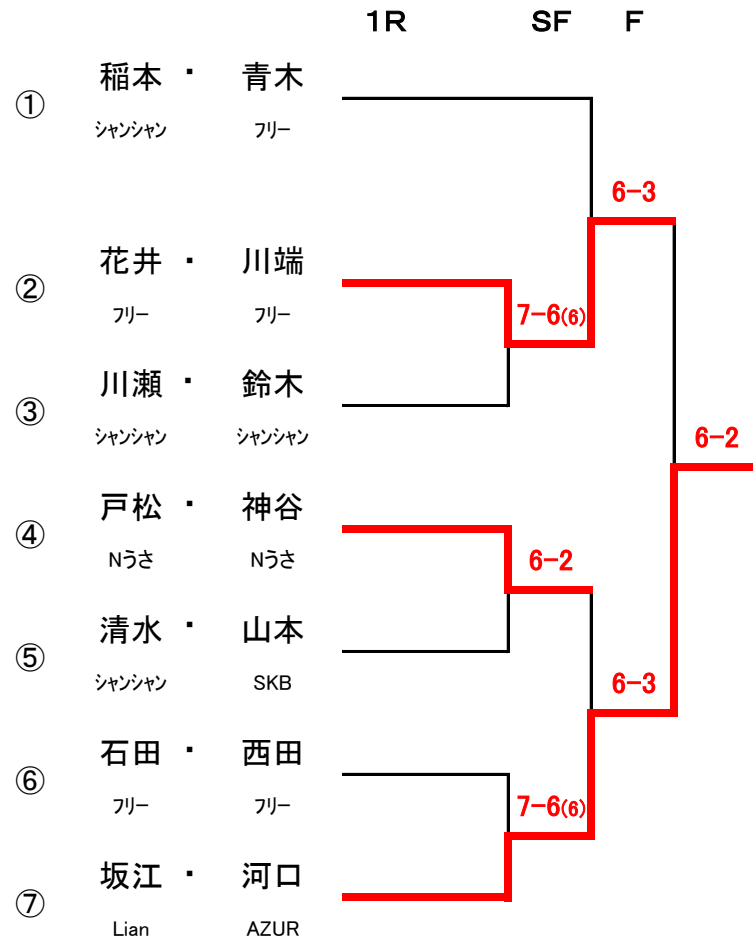 1R SF F
① 稲本 ・ 青木
シャンシャン フリー
6-3
② 花井 ・ 川端
フリー フリー
7-6(6)
③ 川瀬 ・ 鈴木
シャンシャン シャンシャン
6-2
④ 戸松 ・ 神谷
Nうさ Nうさ
6-2
⑤ 清水 ・ 山本
シャンシャン SKB
6-3
⑥ 石田 ・ 西田
フリー フリー
7-6(6)
⑦ 坂江 ・ 河口
Lian AZUR